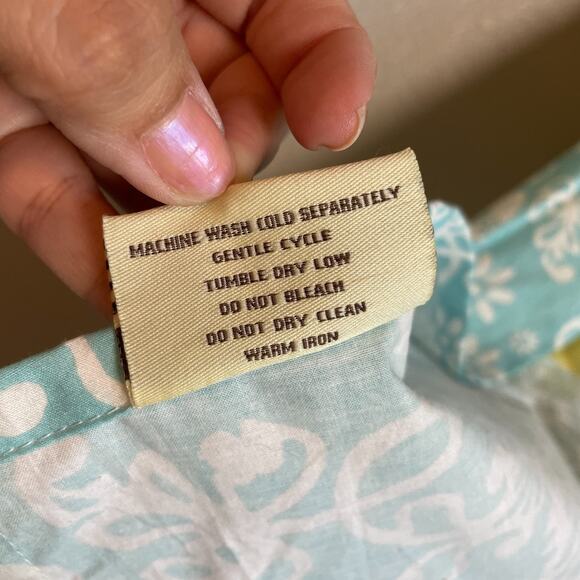 MACHINE WASH COLD SEPARATELY
GENTLE CYCLE
TUMBLE DRY LOW
DO NOT BLEACH
DO NOT DRY CLEAN
WARM IRON